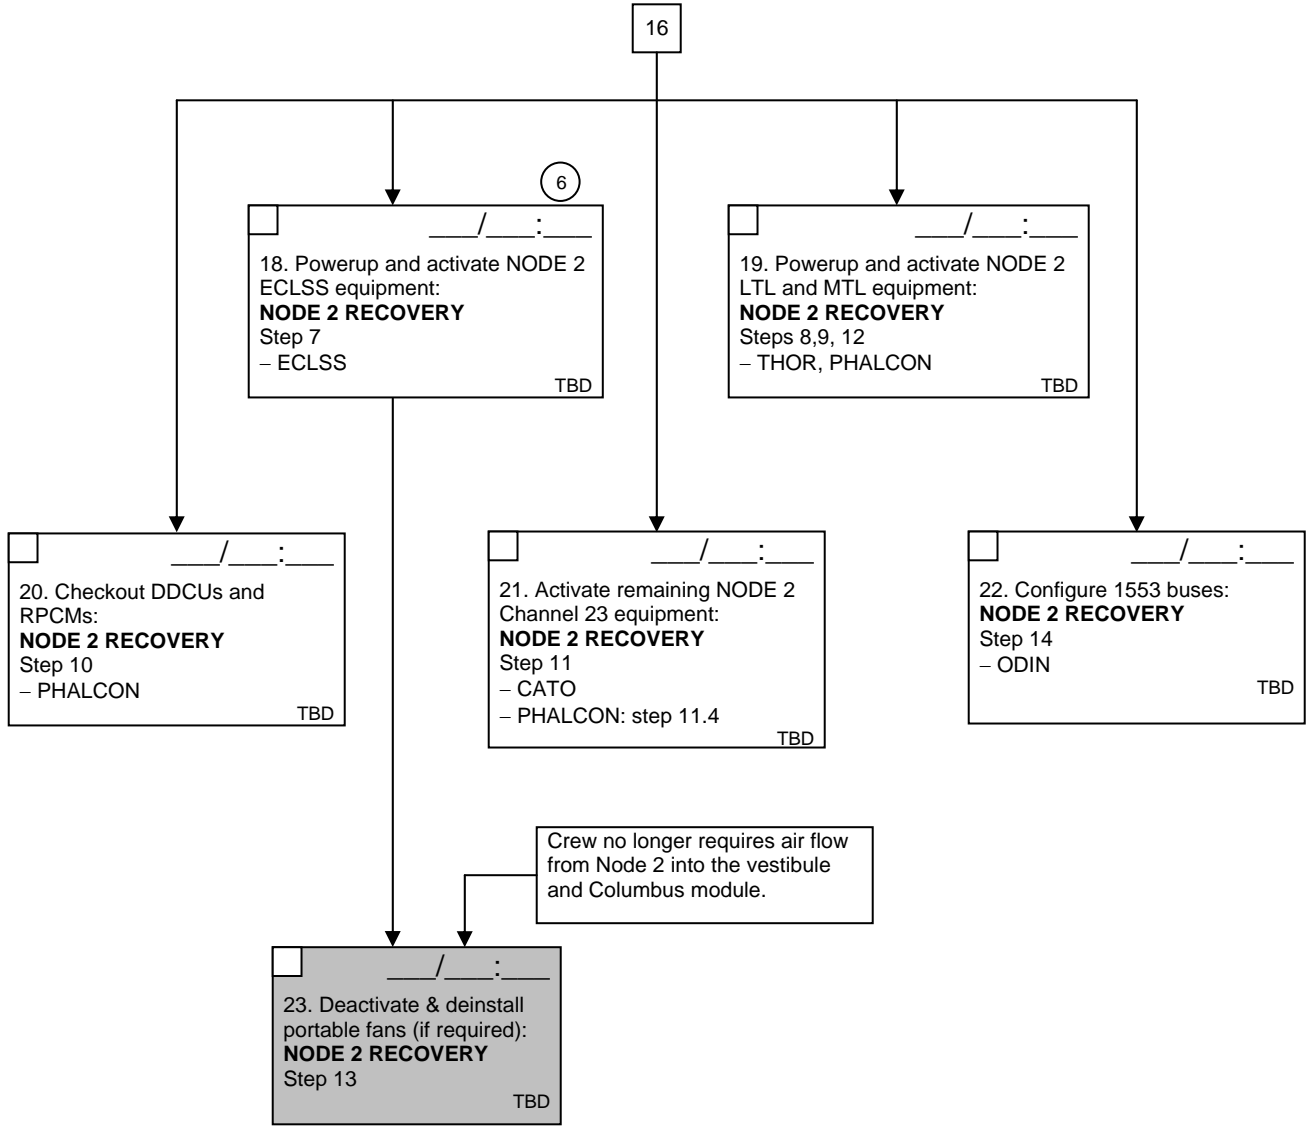 16
6
___/___:___
18. Powerup and activate NODE 2
ECLSS equipment:
NODE 2 RECOVERY
Step 7
– ECLSS
TBD
___/___:___
19. Powerup and activate NODE 2
LTL and MTL equipment:
NODE 2 RECOVERY
Steps 8,9, 12
– THOR, PHALCON
TBD
___/___:___
20. Checkout DDCUs and
RPCMs:
NODE 2 RECOVERY
Step 10
– PHALCON
TBD
___/___:___
21. Activate remaining NODE 2
Channel 23 equipment:
NODE 2 RECOVERY
Step 11
– CATO
– PHALCON: step 11.4
TBD
___/___:___
22. Configure 1553 buses:
NODE 2 RECOVERY
Step 14
– ODIN
TBD
Crew no longer requires air flow
from Node 2 into the vestibule
and Columbus module.
___/___:___
23. Deactivate & deinstall
portable fans (if required):
NODE 2 RECOVERY
Step 13
TBD